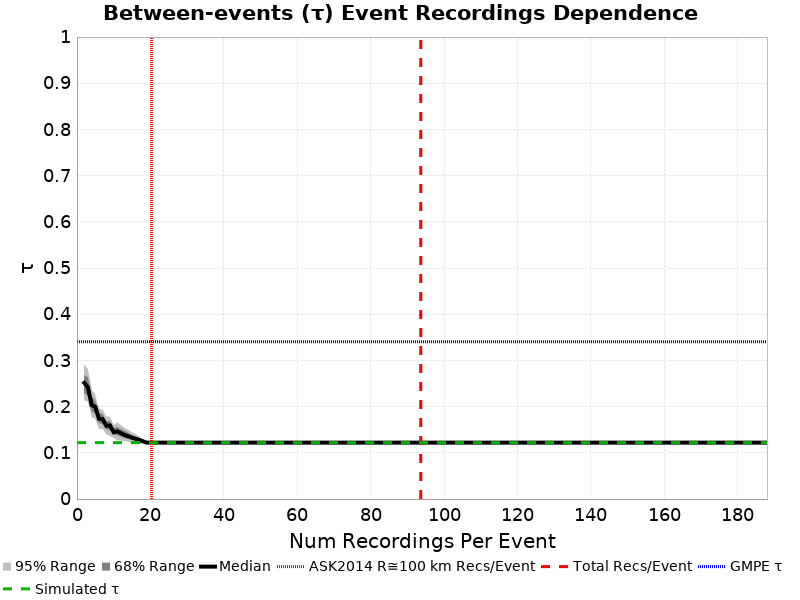 Between-events (τ) Event Recordings Dependence
1
0.9
0.8
0.7
0.6
0.5
0.4
0.3
0.2
0.1
0
τ
0 20 40 60 80 100 120 140 160 180
Num Recordings Per Event
95% Range 68% Range Median ASK2014 R≅100 km Recs/Event Total Recs/Event GMPE τ
Simulated τ